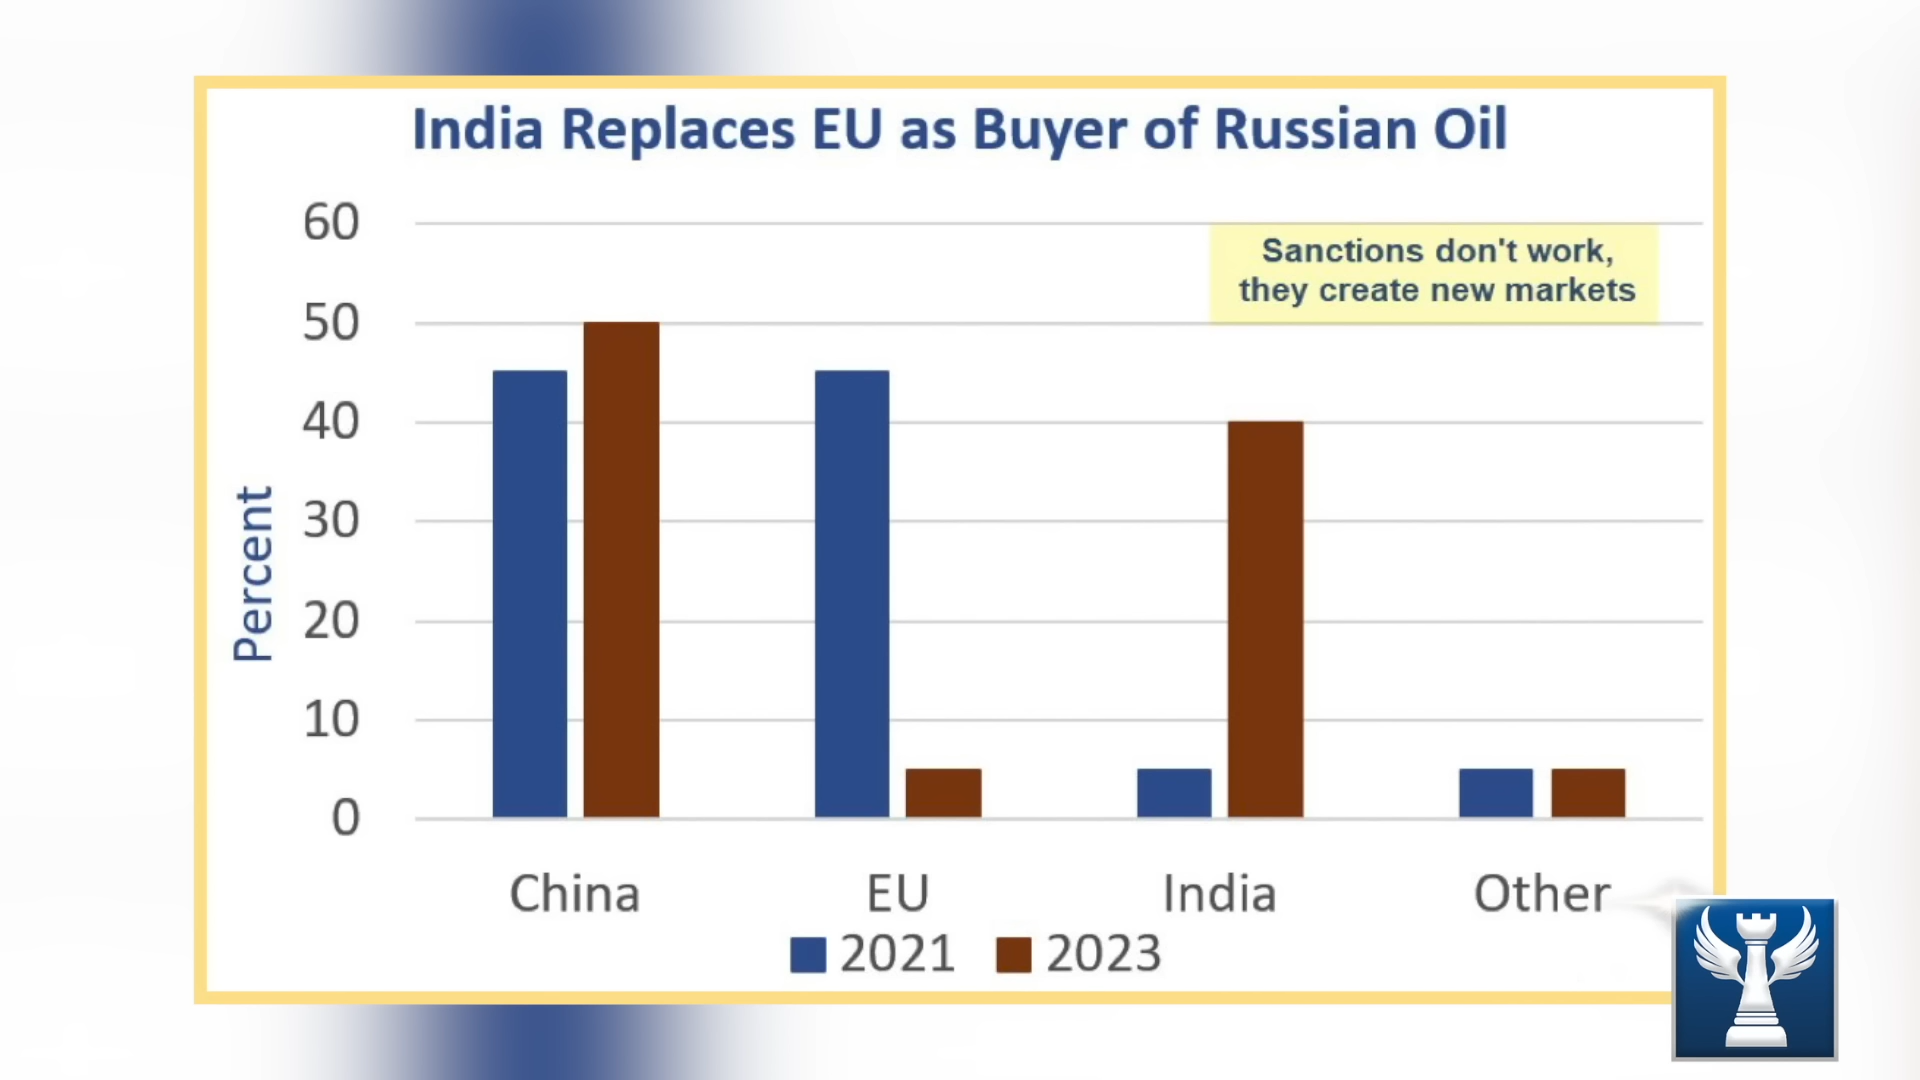 India Replaces EU as Buyer of Russian Oil
Sanctions don't work,
they create new markets
60
50
40
30
20
10
0
Percent
China EU India Other
2021 2023